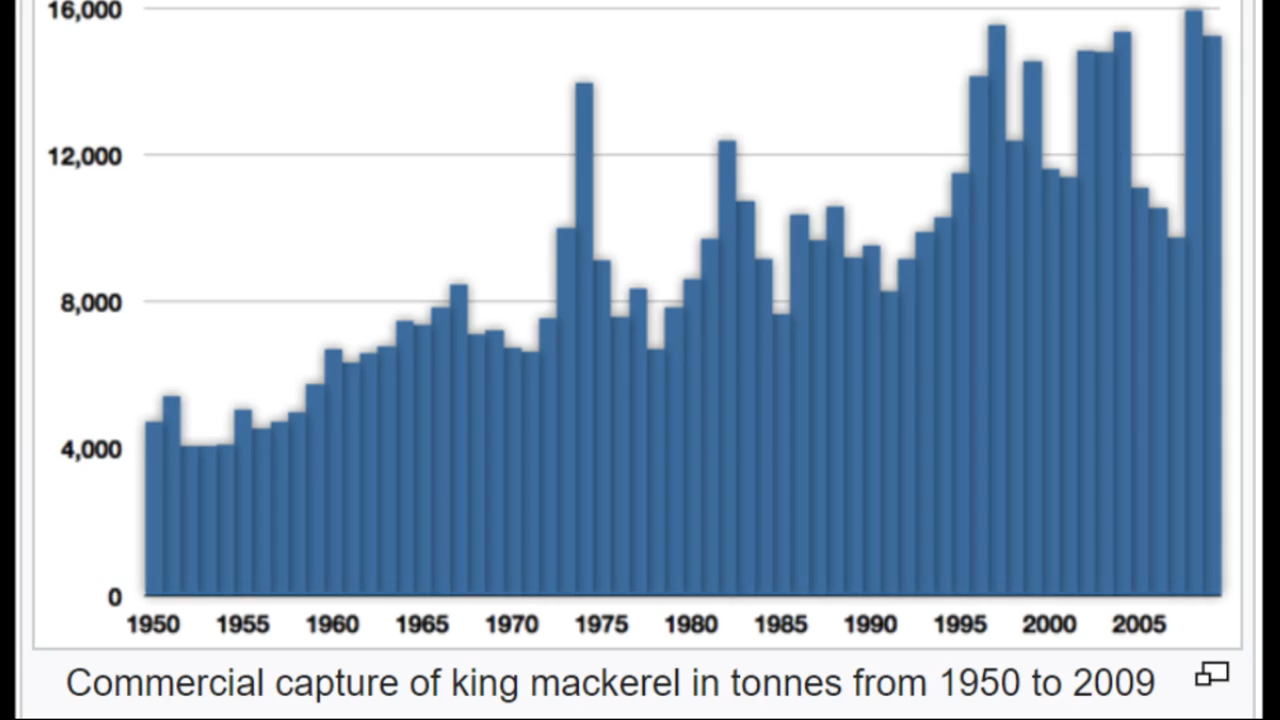 16,000
12,000
8,000
4,000
0
1950 1955 1960 1965 1970 1975 1980 1985 1990 1995 2000 2005
Commercial capture of king mackerel in tonnes from 1950 to 2009